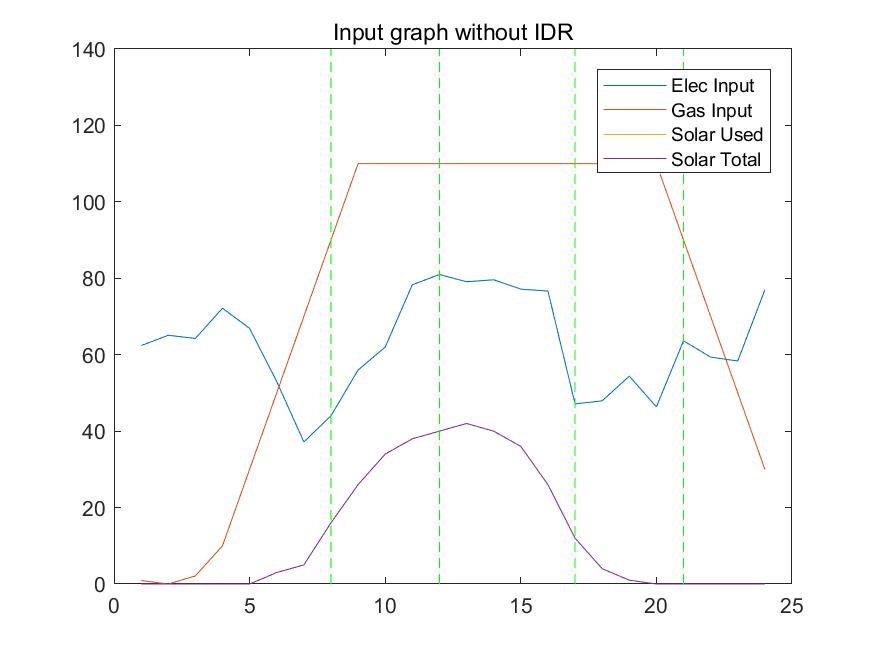 Input graph without IDR
140
120
100
80
60
40
20
0
0 5 10 15 20 25
Elec Input
Gas Input
Solar Used
Solar Total